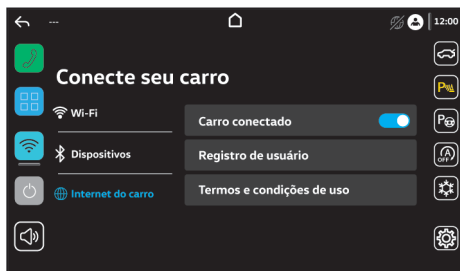 ---
12:00
Conecte seu
carro
Wi-Fi
Dispositivos
Internet do carro
Carro conectado
Registro de usuário
Termos e condições de uso
P
P
A
OFF